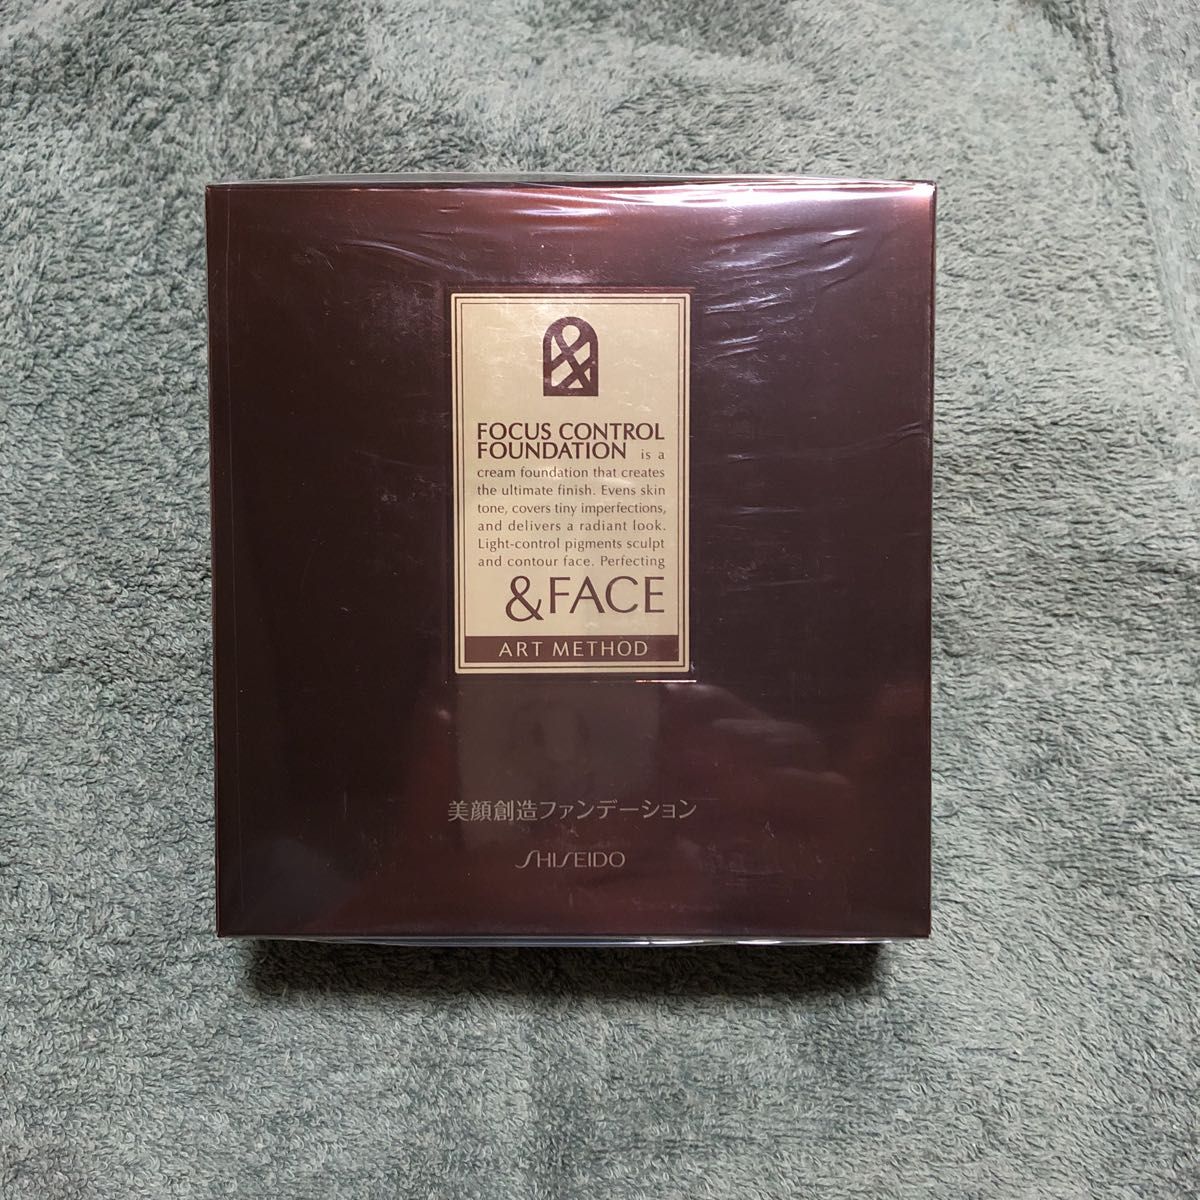 FOCUS CONTROL
FOUNDATION is a
cream foundation that creates
the ultimate finish. Evens skin
tone, covers tiny imperfections,
and delivers a radiant look.
Light-control pigments sculpt
and contour face. Perfecting
&FACE
ART METHOD
美顔創造ファンデーション
SHISEIDO